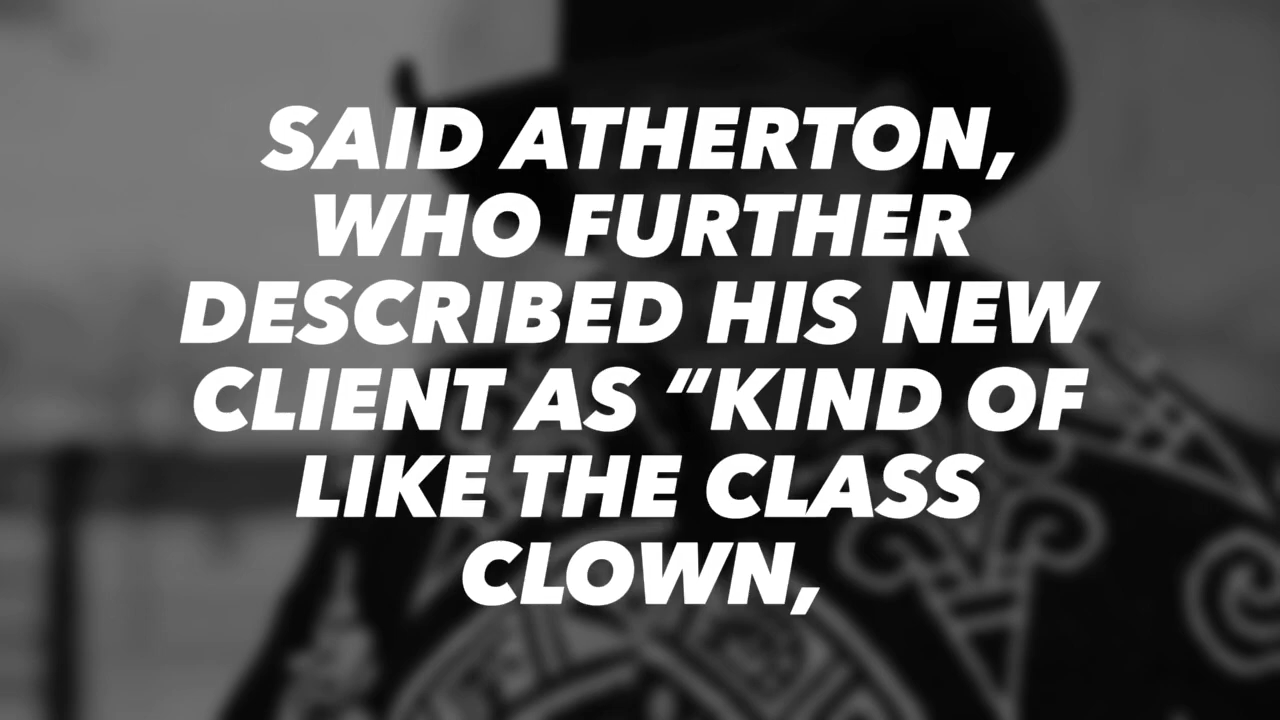 SAID ATHERTON,
WHO FURTHER
DESCRIBED HIS NEW
CLIENT AS “KIND OF
LIKE THE CLASS
CLOWN,